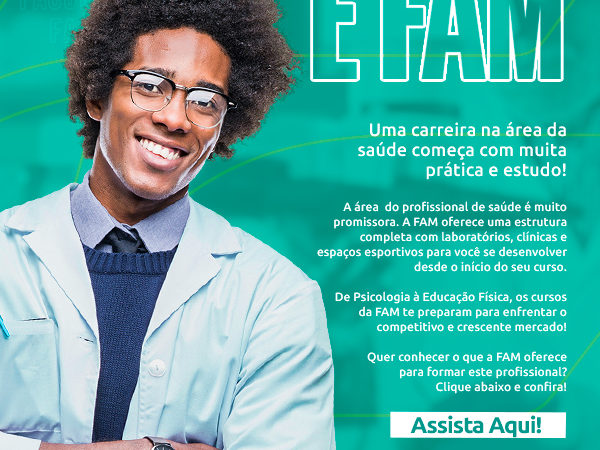 É FAM
Uma carreira na área da
saúde começa com muita
prática e estudo!
A área do profissional de saúde é muito
promissora. A FAM oferece uma estrutura
completa com laboratórios, clínicas e
espaços esportivos para você se desenvolver
desde o início do seu curso.
De Psicologia à Educação Física, os cursos
da FAM te preparam para enfrentar o
competitivo e crescente mercado!
Quer conhecer o que a FAM oferece
para formar este profissional?
Clique abaixo e confira!
Assista Aqui!